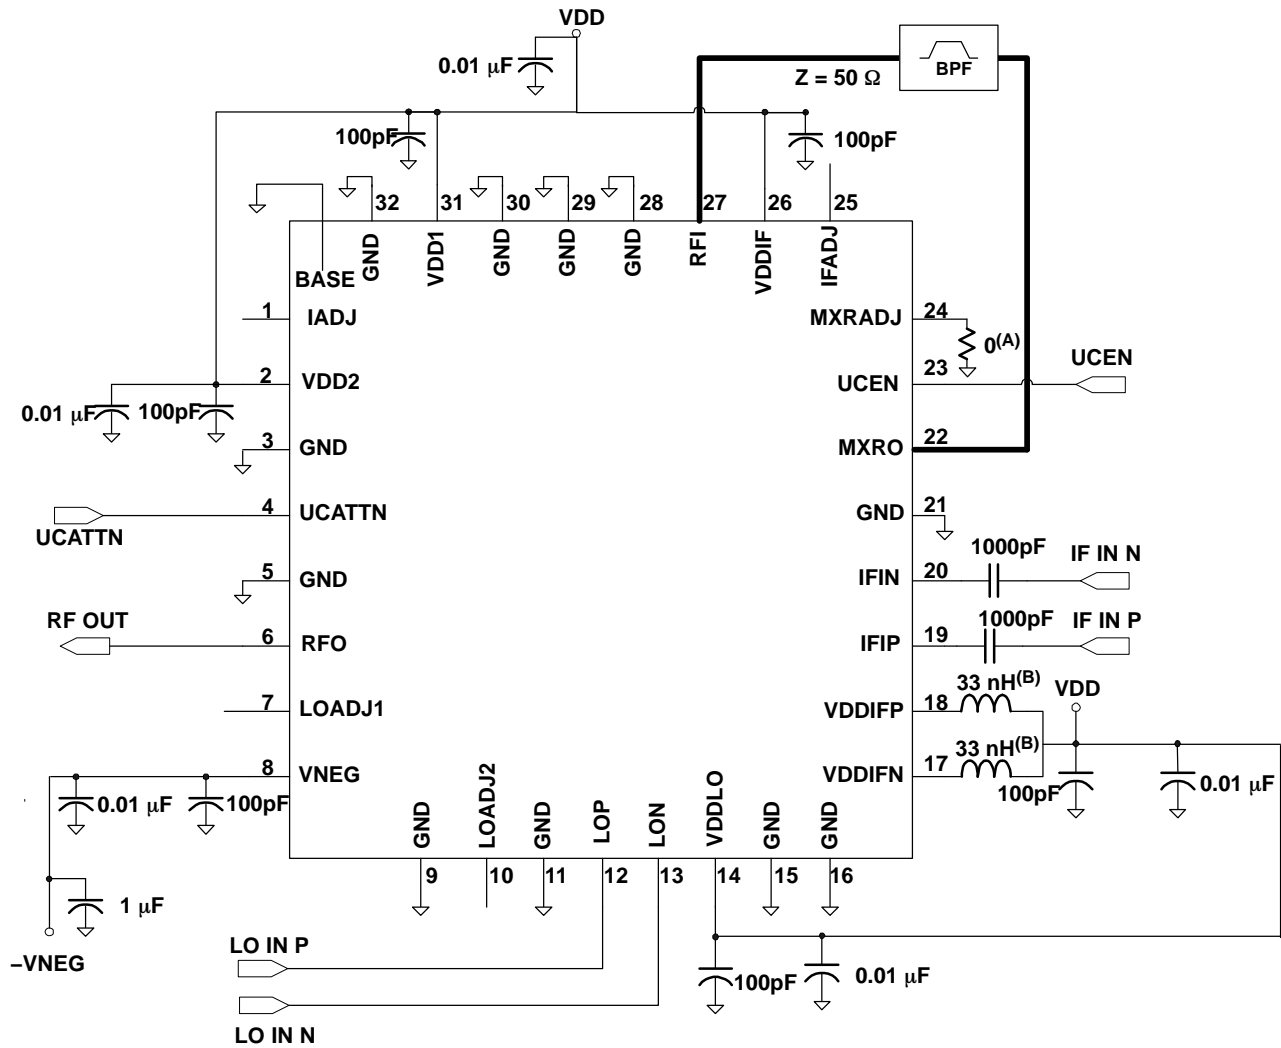 VDD
0.01 μF
Z = 50 Ω
BPF
100pF
100pF
32
31
30
29
28
27
26
25
GND
VDD1
GND
GND
GND
RFI
VDDIF
IFADJ
BASE
1
IADJ
MXRADJ
24
0(A)
2
VDD2
UCEN
23
UCEN
0.01 μF
100pF
3
GND
MXRO
22
4
UCATTN
UCATTN
GND
21
5
GND
IFIN
20
1000pF
IF IN N
RF OUT
6
RFO
IFIP
19
1000pF
IF IN P
7
LOADJ1
VDDIFP
18
33 nH(B)
VDD
8
VNEG
VDDIFN
17
33 nH(B)
100pF
0.01 μF
0.01 μF
100pF
GND
LOADJ2
GND
LOP
LON
VDDLO
GND
GND
9
10
11
12
13
14
15
16
1 μF
–VNEG
LO IN P
LO IN N
100pF
0.01 μF